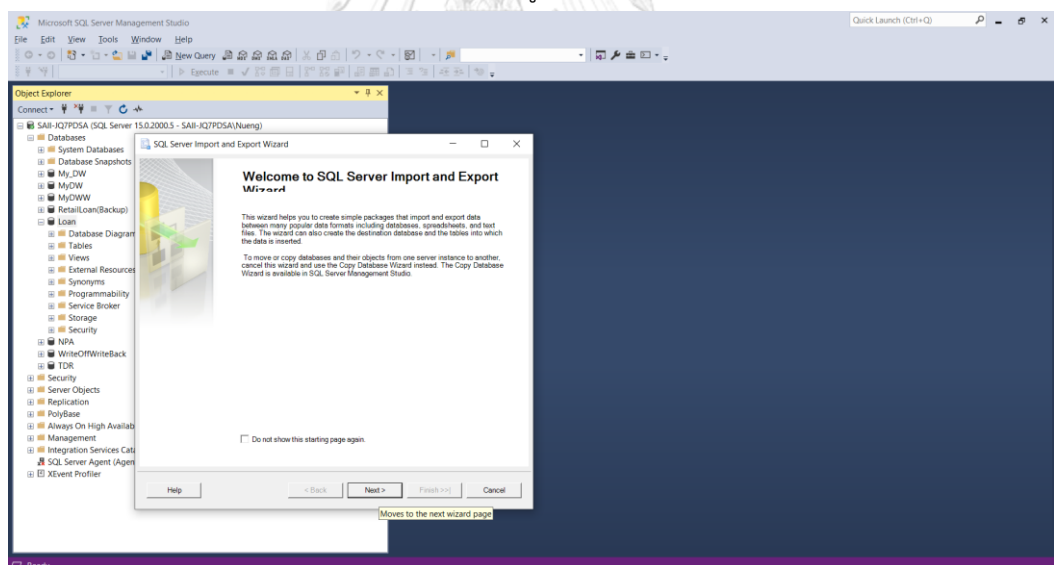 Microsoft SQL Server Management Studio
Quick Launch (Ctrl+Q)
File Edit View Tools Window Help
New Query
Execute
Object Explorer
Connect
SAII-JQ7PDSA (SQL Server 15.0.2000.5 - SAII-JQ7PDSA\Nueng)
Databases
System Databases
Database Snapshots
My_DW
MyDW
MyDWW
RetailLoan(Backup)
Loan
Database Diagram
Tables
Views
External Resources
Synonyms
Programmability
Service Broker
Storage
Security
NPA
WriteOffWriteBack
TDR
Security
Server Objects
Replication
PolyBase
Always On High Availab
Management
Integration Services Cata
SQL Server Agent (Agen
XEvent Profiler
SQL Server Import and Export Wizard
Welcome to SQL Server Import and Export
Wizard
This wizard helps you to create simple packages that import and export data
between many popular data formats including databases, spreadsheets, and text
files. The wizard can also create the destination database and the tables into which
the data is inserted.
To move or copy databases and their objects from one server instance to another,
cancel this wizard and use the Copy Database Wizard instead. The Copy Database
Wizard is available in SQL Server Management Studio.
Do not show this starting page again.
Help < Back Next > Finish >>| Cancel
Moves to the next wizard page
Ready